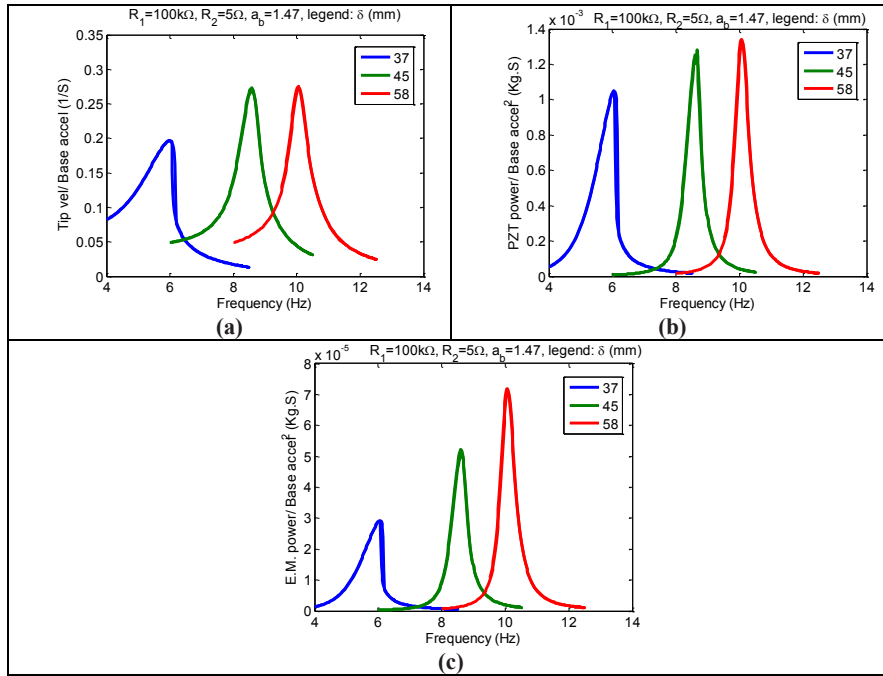 R₁=100kΩ, R₂=5Ω, a_b=1.47, legend: δ (mm)
0.35
0.3
0.25
0.2
0.15
0.1
0.05
0
Tip vel/ Base accel (1/S)
37
45
58
4 6 8 10 12 14
Frequency (Hz)
(a)
R₁=100kΩ, R₂=5Ω, a_b=1.47, legend: δ (mm)
x 10⁻³
1.4
1.2
1
0.8
0.6
0.4
0.2
0
PZT power/ Base accel² (Kg.S)
37
45
58
4 6 8 10 12 14
Frequency (Hz)
(b)
R₁=100kΩ, R₂=5Ω, a_b=1.47, legend: δ (mm)
x 10⁻⁵
8
7
6
5
4
3
2
1
0
E.M. power/ Base accel² (Kg.S)
37
45
58
4 6 8 10 12 14
Frequency (Hz)
(c)